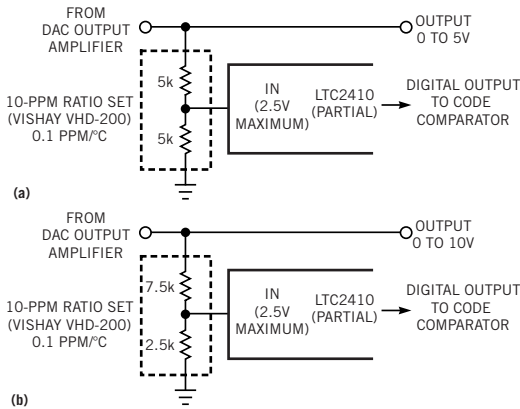 FROM
DAC OUTPUT
AMPLIFIER
OUTPUT
0 TO 5V
5k
5k
10-PPM RATIO SET
(VISHAY VHD-200)
0.1 PPM/°C
IN
(2.5V
MAXIMUM)
LTC2410
(PARTIAL)
DIGITAL OUTPUT
TO CODE
COMPARATOR
(a)
FROM
DAC OUTPUT
AMPLIFIER
OUTPUT
0 TO 10V
7.5k
2.5k
10-PPM RATIO SET
(VISHAY VHD-200)
0.1 PPM/°C
IN
(2.5V
MAXIMUM)
LTC2410
(PARTIAL)
DIGITAL OUTPUT
TO CODE
COMPARATOR
(b)